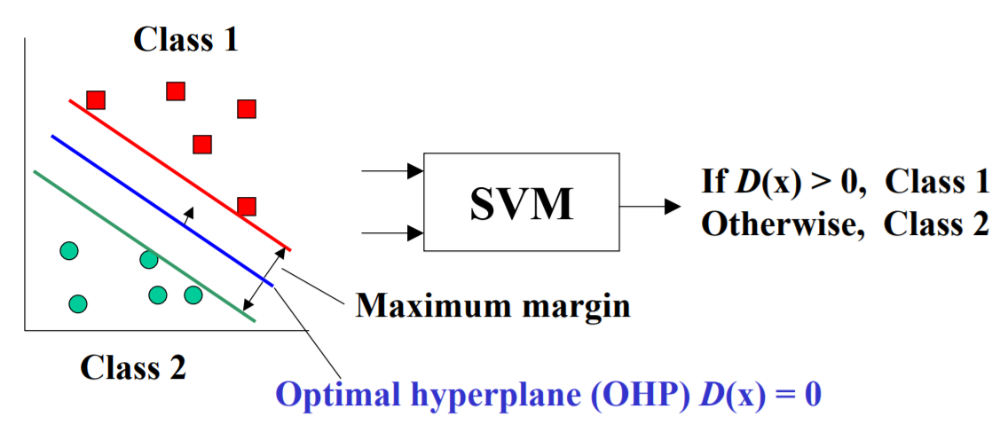 Class 1
SVM
If D(x) > 0, Class 1
Otherwise, Class 2
Maximum margin
Class 2
Optimal hyperplane (OHP) D(x) = 0